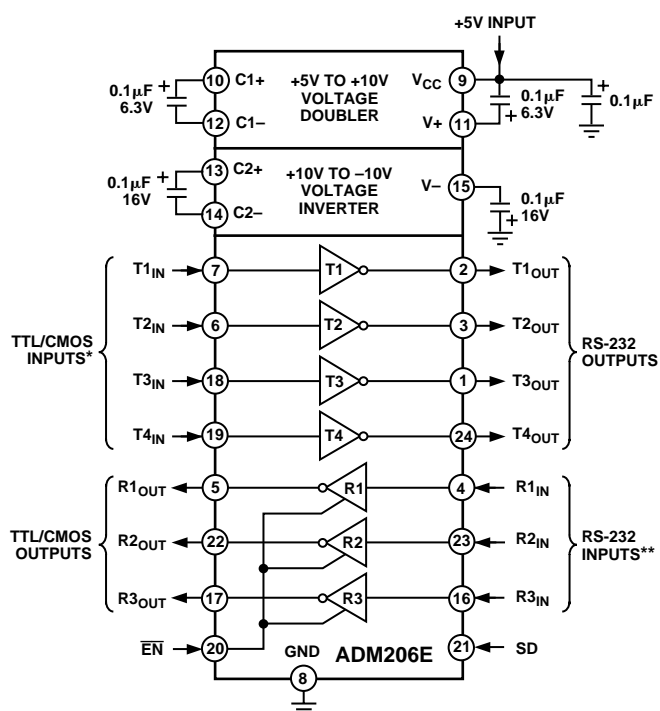 +5V INPUT
0.1µF
6.3V
10
C1+
12
C1–
+5V TO +10V
VOLTAGE
DOUBLER
VCC
9
V+
11
0.1µF
6.3V
0.1µF
0.1µF
16V
13
C2+
14
C2–
+10V TO –10V
VOLTAGE
INVERTER
V–
15
0.1µF
16V
TTL/CMOS
INPUTS*
T1IN
7
T1
2
T1OUT
T2IN
6
T2
3
T2OUT
T3IN
18
T3
1
T3OUT
T4IN
19
T4
24
T4OUT
RS-232
OUTPUTS
TTL/CMOS
OUTPUTS
R1OUT
5
R1
4
R1IN
R2OUT
22
R2
23
R2IN
R3OUT
17
R3
16
R3IN
RS-232
INPUTS**
EN
20
GND
8
ADM206E
21
SD